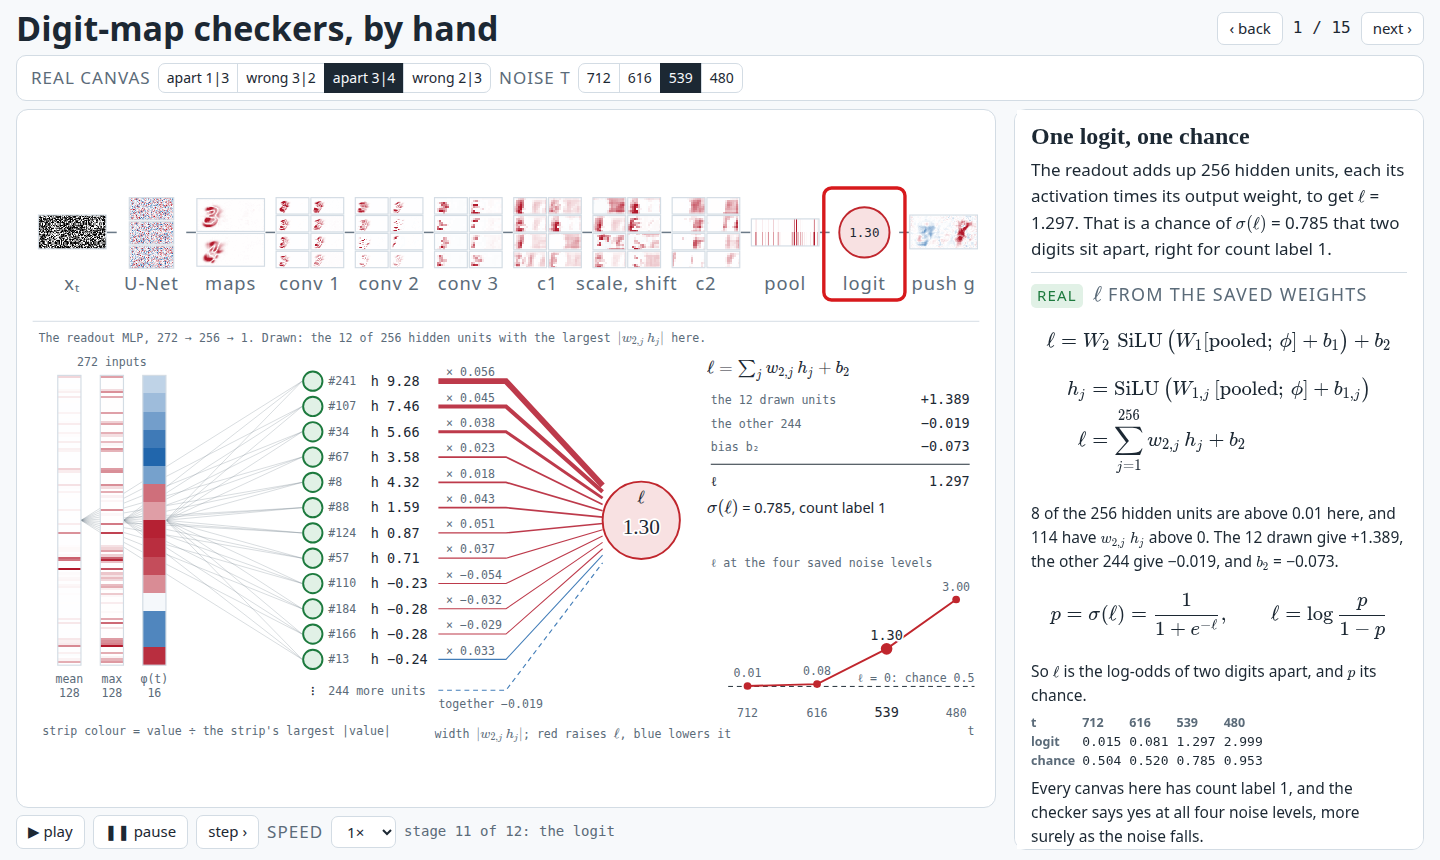 Digit-map checkers, by hand
‹ back 1 / 15 next ›
REAL CANVAS apart 1|3 wrong 3|2 apart 3|4 wrong 2|3 NOISE T 712 616 539 480
1.30
xₜ U-Net maps conv 1 conv 2 conv 3 c1 scale, shift c2 pool logit push g
The readout MLP, 272 → 256 → 1. Drawn: the 12 of 256 hidden units with the largest |w₂,ⱼ hⱼ| here.
272 inputs
#241 h 9.28 × 0.056
#107 h 7.46 × 0.045
#34 h 5.66 × 0.038
#67 h 3.58 × 0.023
#8 h 4.32 × 0.018
#88 h 1.59 × 0.043
#124 h 0.87 × 0.051
#57 h 0.71 × 0.037
#110 h −0.23 × −0.054
#184 h −0.28 × −0.032
#166 h −0.28 × −0.029
#13 h −0.24 × 0.033
⋮ 244 more units
together −0.019
mean 128
max 128
φ(t) 16
ℓ
1.30
strip colour = value ÷ the strip's largest |value|
width |w₂,ⱼ hⱼ|; red raises ℓ, blue lowers it
ℓ = ∑ⱼ w₂,ⱼ hⱼ + b₂
the 12 drawn units +1.389
the other 244 −0.019
bias b₂ −0.073
ℓ 1.297
σ(ℓ) = 0.785, count label 1
ℓ at the four saved noise levels
3.00
1.30
0.01 0.08 ℓ = 0: chance 0.5
712 616 539 480
t
▶ play ❚❚ pause step › SPEED 1× stage 11 of 12: the logit
One logit, one chance
The readout adds up 256 hidden units, each its
activation times its output weight, to get ℓ =
1.297. That is a chance of σ(ℓ) = 0.785 that two
digits sit apart, right for count label 1.
REAL ℓ FROM THE SAVED WEIGHTS
ℓ = W₂ SiLU (W₁[pooled; ϕ] + b₁) + b₂
hⱼ = SiLU (W₁,ⱼ [pooled; ϕ] + b₁,ⱼ)
ℓ = ∑_{j=1}^{256} w₂,ⱼ hⱼ + b₂
8 of the 256 hidden units are above 0.01 here, and
114 have w₂,ⱼ hⱼ above 0. The 12 drawn give +1.389,
the other 244 give −0.019, and b₂ = −0.073.
p = σ(ℓ) = 1 / (1 + e^{−ℓ}), ℓ = log p / (1 − p)
So ℓ is the log-odds of two digits apart, and p its
chance.
t 712 616 539 480
logit 0.015 0.081 1.297 2.999
chance 0.504 0.520 0.785 0.953
Every canvas here has count label 1, and the
checker says yes at all four noise levels, more
surely as the noise falls.